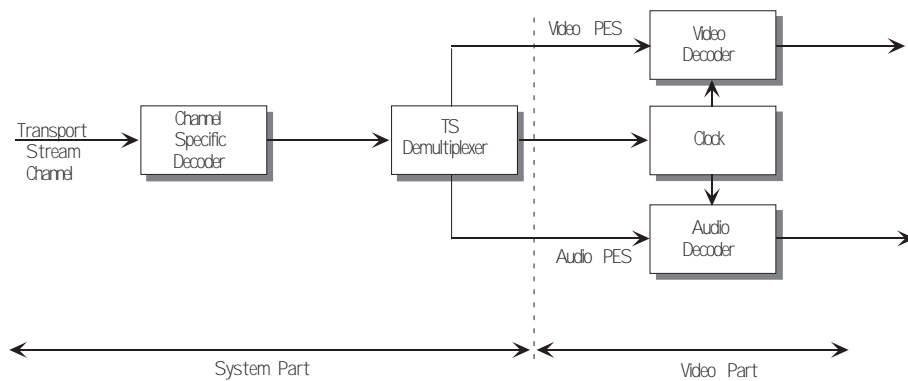 Transport
Stream
Channel
Channel
Specific
Decoder
TS
Demultiplexer
Video PES
Video
Decoder
Clock
Audio
Decoder
Audio PES
System Part
Video Part